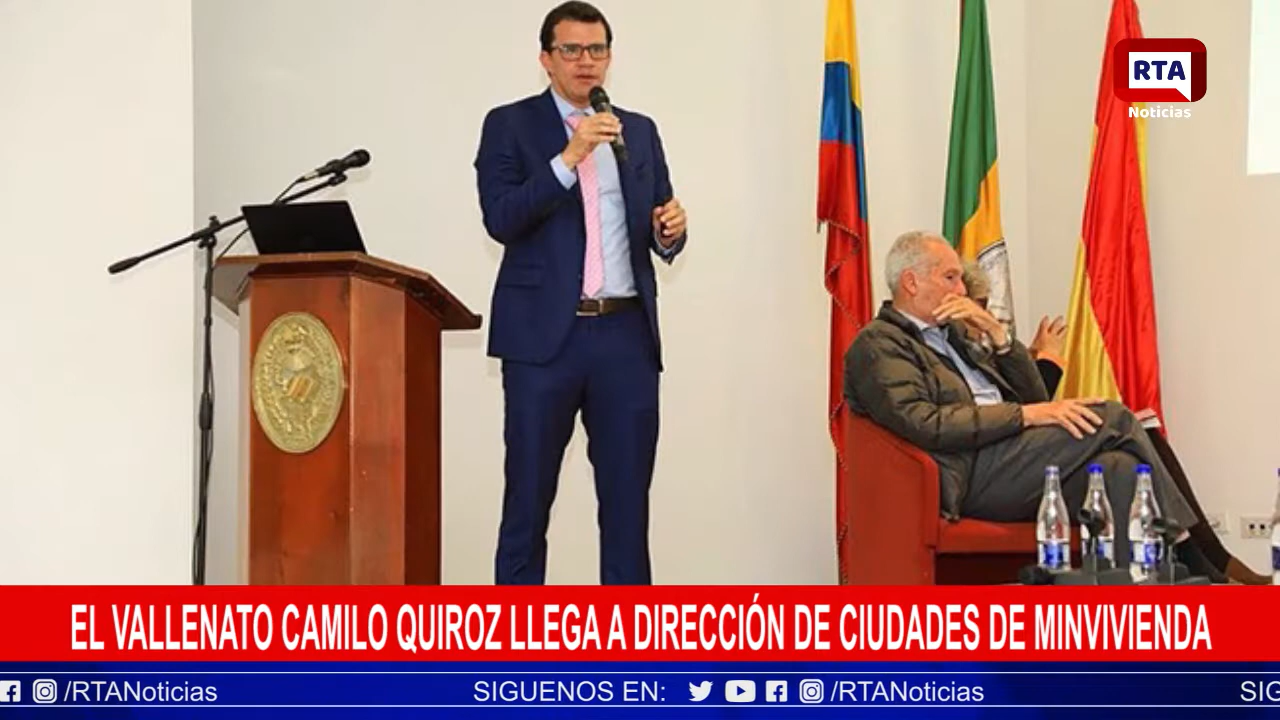 RTA
Noticias
EL VALLENATO CAMILO QUIROZ LLEGA A DIRECCIÓN DE CIUDADES DE MINVIVIENDA
/RTANoticias SIGUENOS EN: /RTANoticias SIG